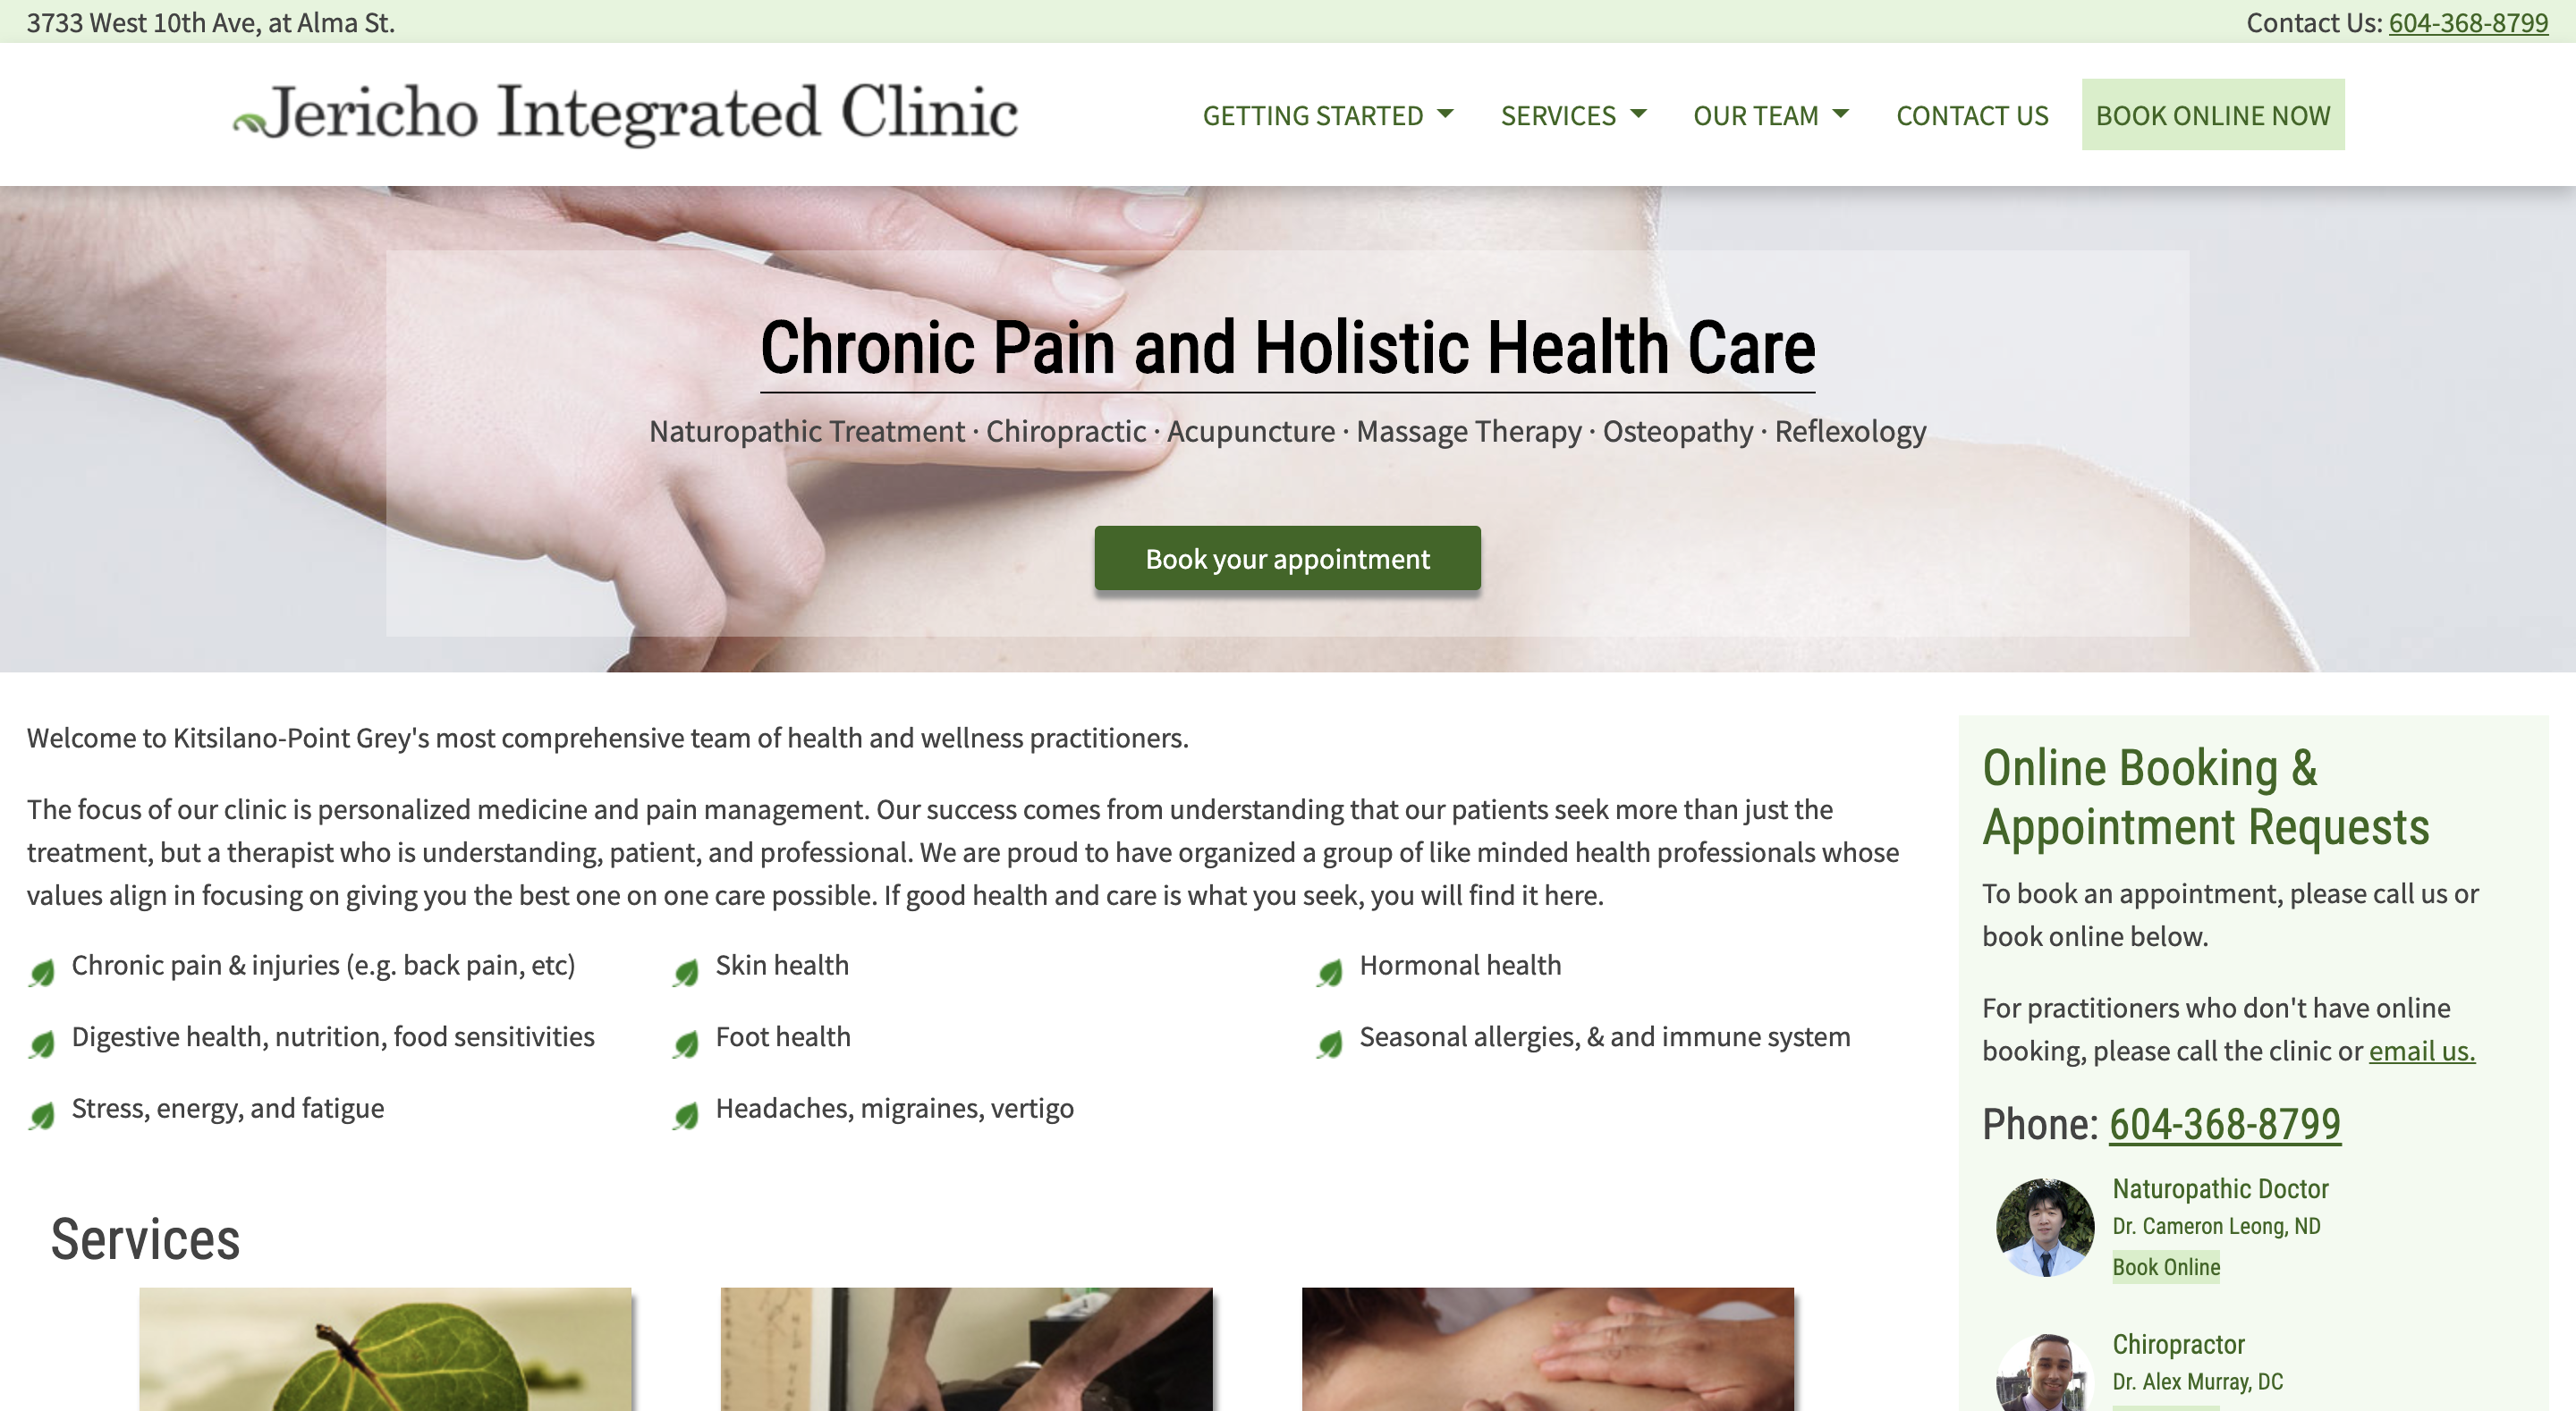 3733 West 10th Ave, at Alma St.
Contact Us: 604-368-8799
Jericho Integrated Clinic
GETTING STARTED
SERVICES
OUR TEAM
CONTACT US
BOOK ONLINE NOW
Chronic Pain and Holistic Health Care
Naturopathic Treatment · Chiropractic · Acupuncture · Massage Therapy · Osteopathy · Reflexology
Book your appointment
Welcome to Kitsilano-Point Grey's most comprehensive team of health and wellness practitioners.
The focus of our clinic is personalized medicine and pain management. Our success comes from understanding that our patients seek more than just the
treatment, but a therapist who is understanding, patient, and professional. We are proud to have organized a group of like minded health professionals whose
values align in focusing on giving you the best one on one care possible. If good health and care is what you seek, you will find it here.
Chronic pain & injuries (e.g. back pain, etc)
Digestive health, nutrition, food sensitivities
Stress, energy, and fatigue
Skin health
Foot health
Headaches, migraines, vertigo
Hormonal health
Seasonal allergies, & and immune system
Services
Online Booking &
Appointment Requests
To book an appointment, please call us or
book online below.
For practitioners who don't have online
booking, please call the clinic or email us.
Phone: 604-368-8799
Naturopathic Doctor
Dr. Cameron Leong, ND
Book Online
Chiropractor
Dr. Alex Murray, DC